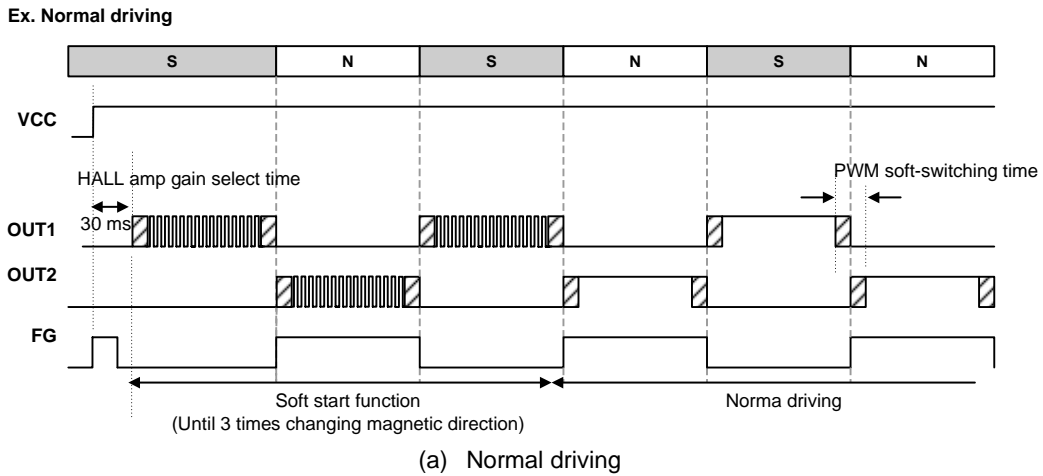 Ex. Normal driving
S N S N S N
VCC
HALL amp gain select time
PWM soft-switching time
30 ms
OUT1
OUT2
FG
Soft start function
Norma driving
(Until 3 times changing magnetic direction)
(a) Normal driving